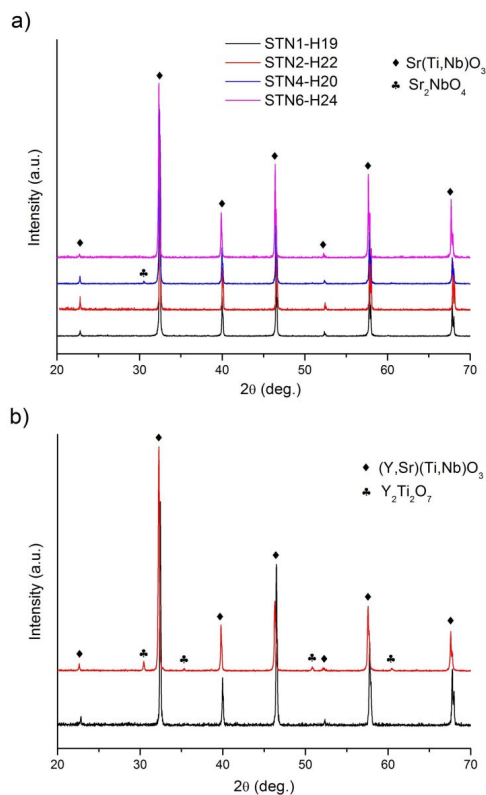 a)
STN1-H19
STN2-H22
STN4-H20
STN6-H24
♦ Sr(Ti,Nb)O₃
♣ Sr₂NbO₄
Intensity (a.u.)
20 30 40 50 60 70
2θ (deg.)
b)
♦ (Y,Sr)(Ti,Nb)O₃
♣ Y₂Ti₂O₇
Intensity (a.u.)
20 30 40 50 60 70
2θ (deg.)